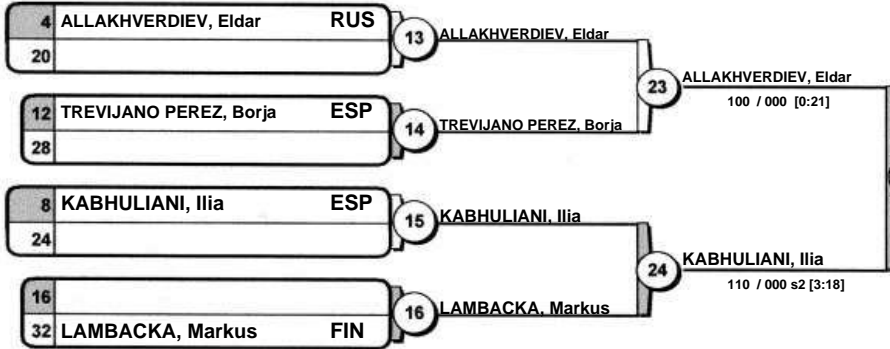 4 ALLAKHVERDIEV, Eldar RUS
20
13 ALLAKHVERDIEV, Eldar
12 TREVIJANO PEREZ, Borja ESP
28
14 TREVIJANO PEREZ, Borja
23 ALLAKHVERDIEV, Eldar
100 / 000 [0:21]
8 KABHULIANI, Ilia ESP
24
15 KABHULIANI, Ilia
16
32 LAMBACKA, Markus FIN
16 LAMBACKA, Markus
24 KABHULIANI, Ilia
110 / 000 s2 [3:18]